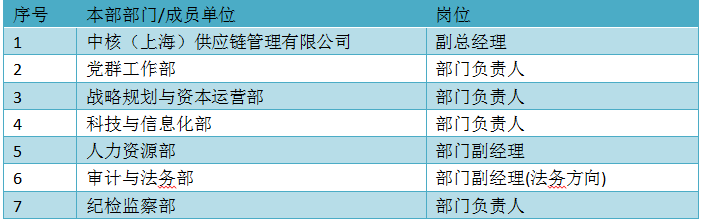 序号 本部部门/成员单位 岗位
1 中核（上海）供应链管理有限公司 副总经理
2 党群工作部 部门负责人
3 战略规划与资本运营部 部门负责人
4 科技与信息化部 部门负责人
5 人力资源部 部门副经理
6 审计与法务部 部门副经理(法务方向)
7 纪检监察部 部门负责人